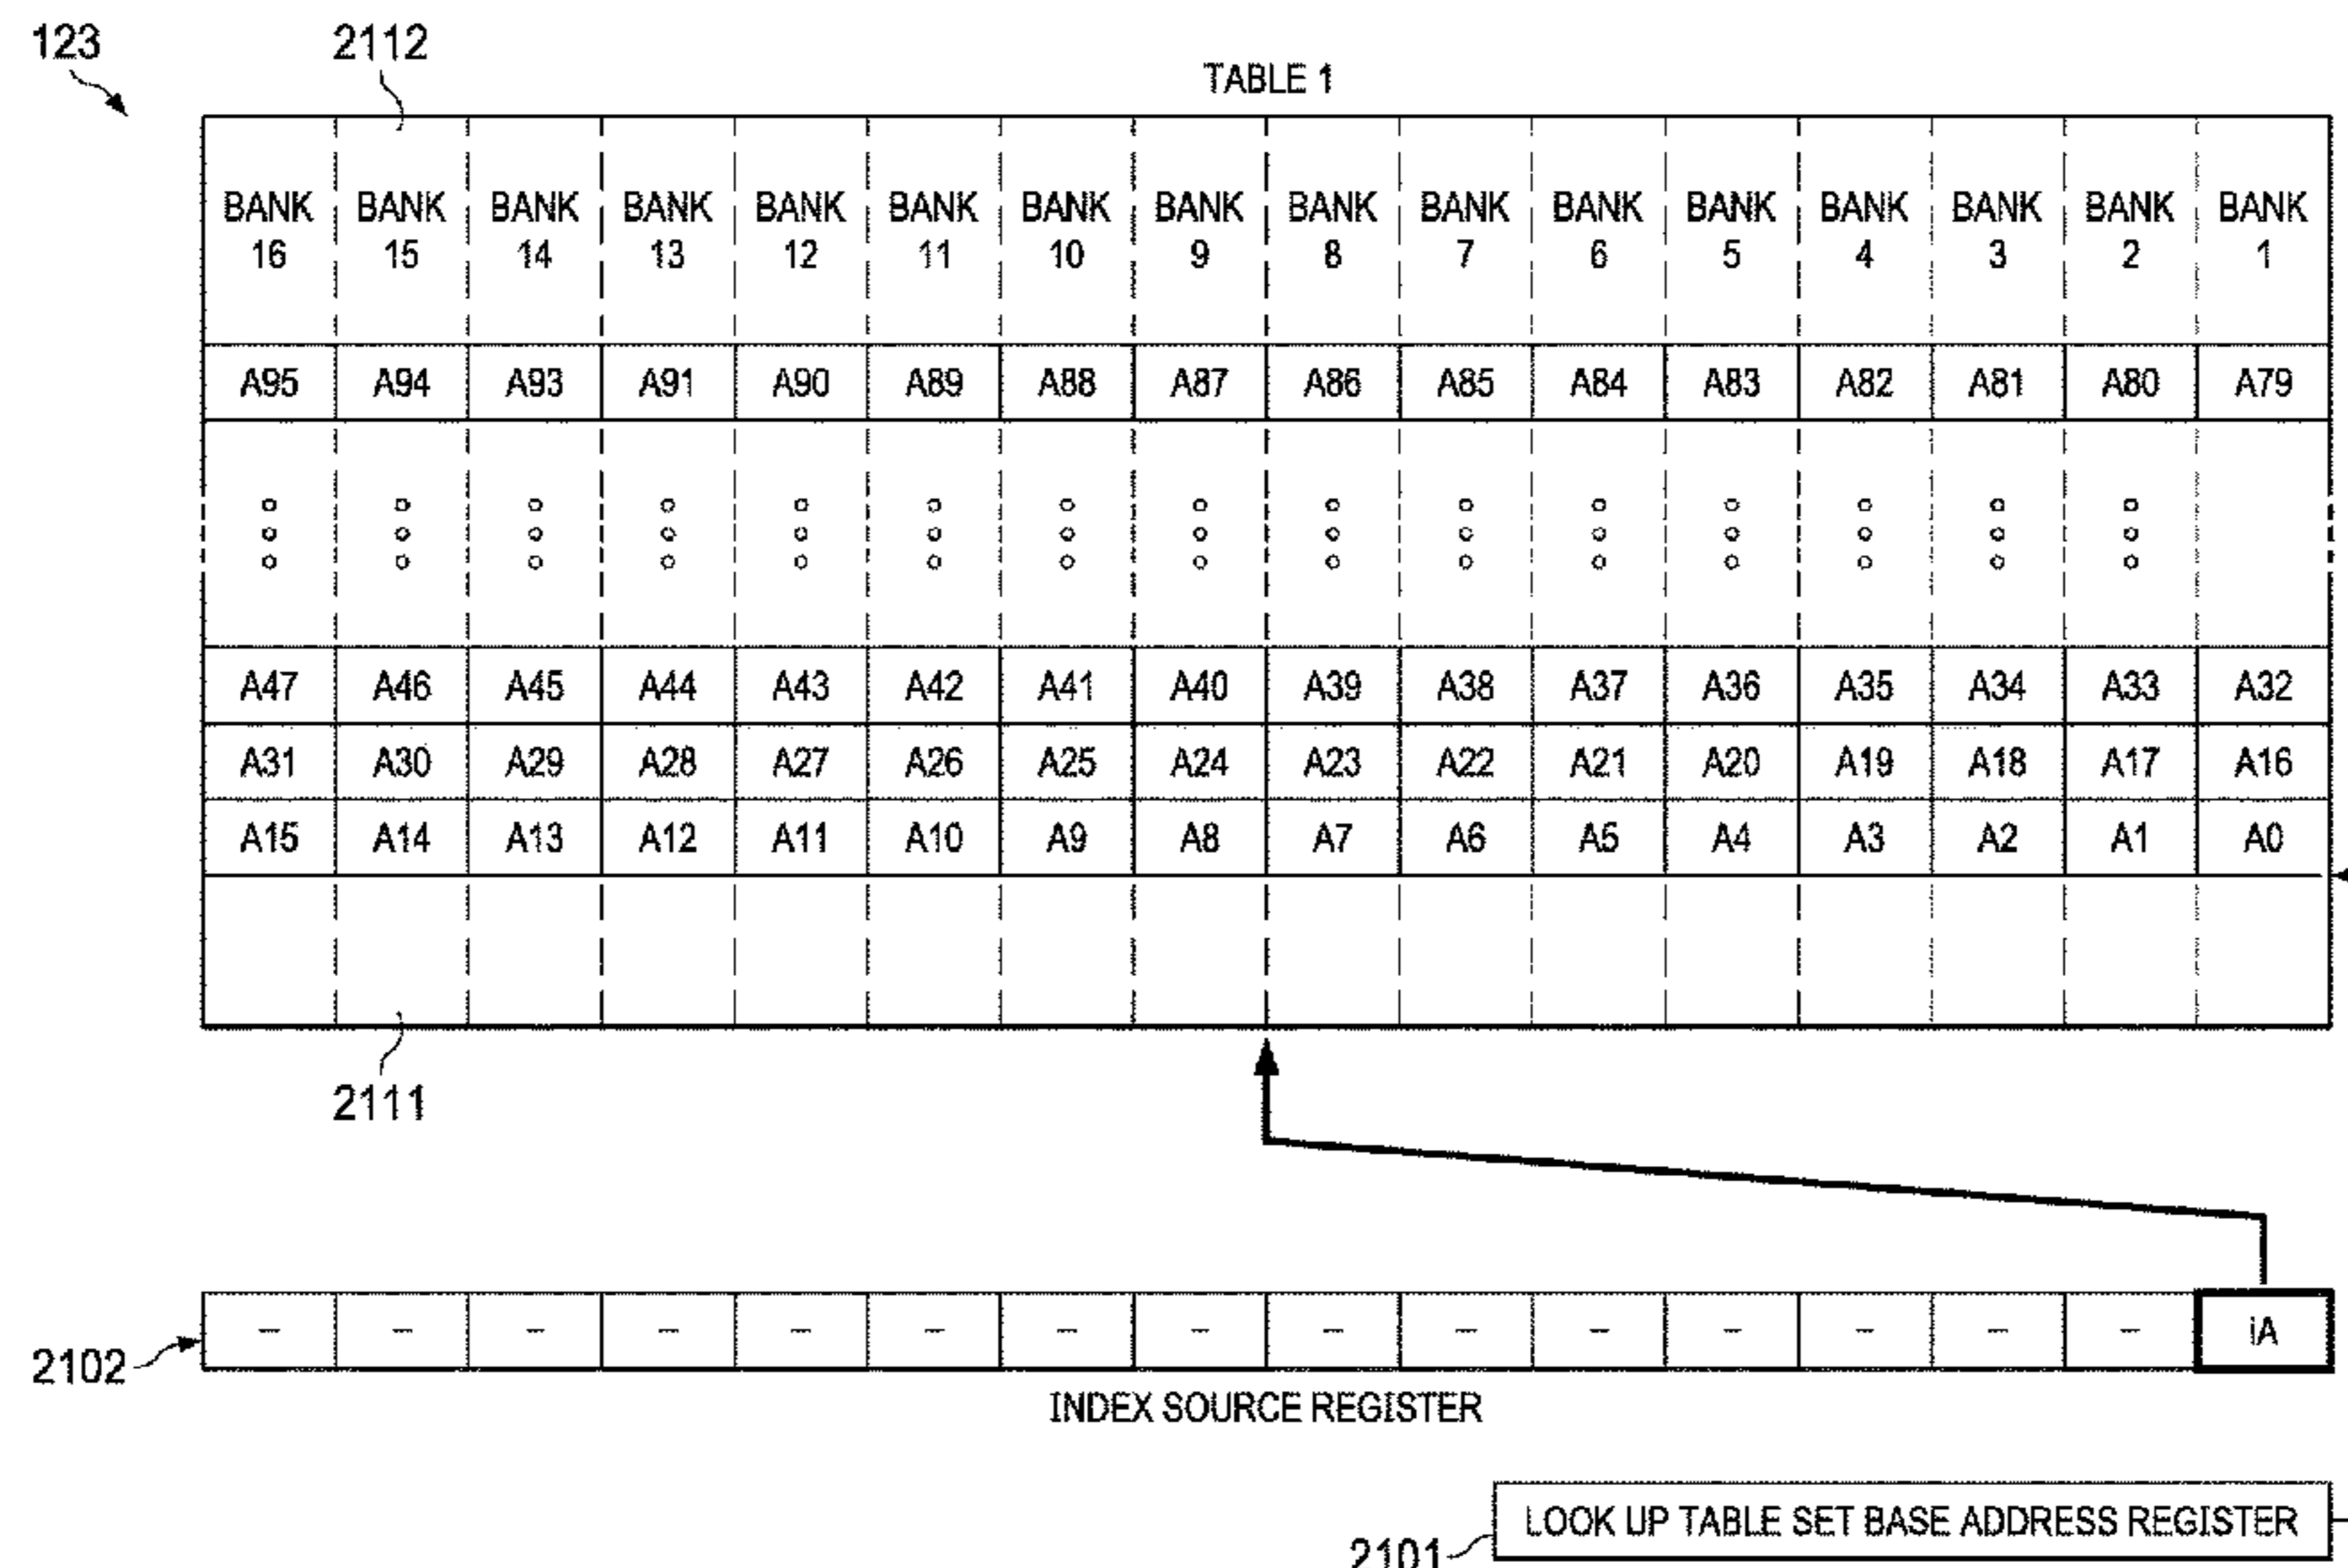 123
2112
TABLE 1
BANK 16 BANK 15 BANK 14 BANK 13 BANK 12 BANK 11 BANK 10 BANK 9 BANK 8 BANK 7 BANK 6 BANK 5 BANK 4 BANK 3 BANK 2 BANK 1
A95 A94 A93 A91 A90 A89 A88 A87 A86 A85 A84 A83 A82 A81 A80 A79
A47 A46 A45 A44 A43 A42 A41 A40 A39 A38 A37 A36 A35 A34 A33 A32
A31 A30 A29 A28 A27 A26 A25 A24 A23 A22 A21 A20 A19 A18 A17 A16
A15 A14 A13 A12 A11 A10 A9 A8 A7 A6 A5 A4 A3 A2 A1 A0
2111
2102
– – – – – – – – – – – – – – – iA
INDEX SOURCE REGISTER
LOOK UP TABLE SET BASE ADDRESS REGISTER
2101